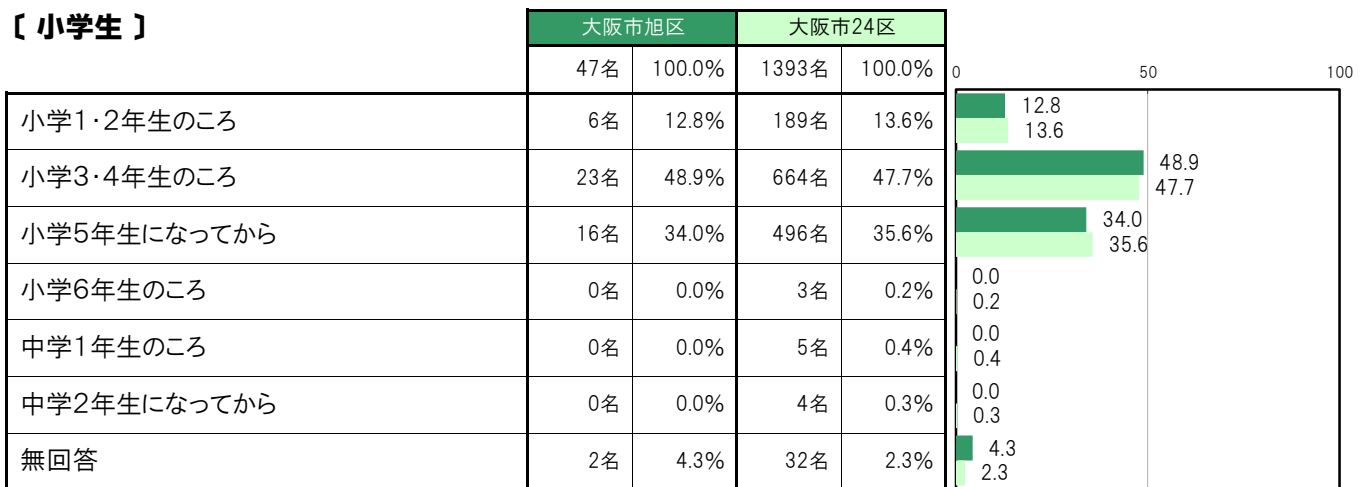 〔 小学生 〕
大阪市旭区 大阪市24区
47名 100.0% 1393名 100.0% 0 50 100
小学1・2年生のころ 6名 12.8% 189名 13.6% 12.8
13.6
小学3・4年生のころ 23名 48.9% 664名 47.7% 48.9
47.7
小学5年生になってから 16名 34.0% 496名 35.6% 34.0
35.6
小学6年生のころ 0名 0.0% 3名 0.2% 0.0
0.2
中学1年生のころ 0名 0.0% 5名 0.4% 0.0
0.4
中学2年生になってから 0名 0.0% 4名 0.3% 0.0
0.3
無回答 2名 4.3% 32名 2.3% 4.3
2.3